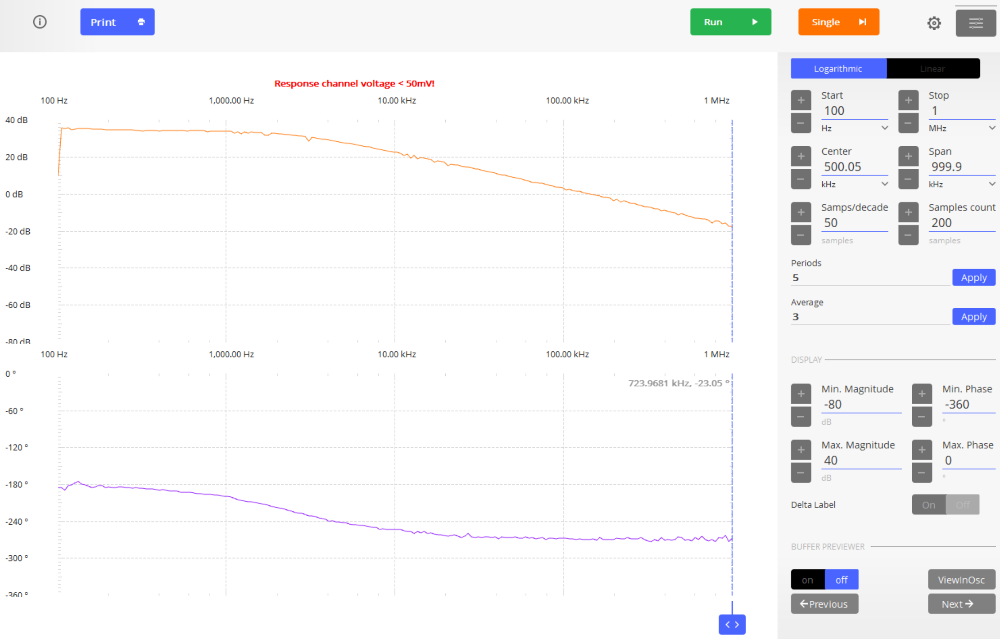 Print
Run
Single
Response channel voltage < 50mV!
100 Hz 1,000.00 Hz 10.00 kHz 100.00 kHz 1 MHz
40 dB
20 dB
0 dB
-20 dB
-40 dB
-60 dB
-80 dB
100 Hz 1,000.00 Hz 10.00 kHz 100.00 kHz 1 MHz
0 °
723.9681 kHz, -23.05 °
-60 °
-120 °
-180 °
-240 °
-300 °
-360 °
< >
Logarithmic Linear
+ Start + Stop
100 1
- Hz - MHz
+ Center + Span
500.05 999.9
- kHz - kHz
+ Samps/decade + Samples count
50 200
- samples - samples
Periods
5 Apply
Average
3 Apply
DISPLAY
+ Min. Magnitude + Min. Phase
-80 -360
- dB - °
+ Max. Magnitude + Max. Phase
40 0
- dB - °
Delta Label On Off
BUFFER PREVIEWER
on off ViewInOsc
←Previous Next→